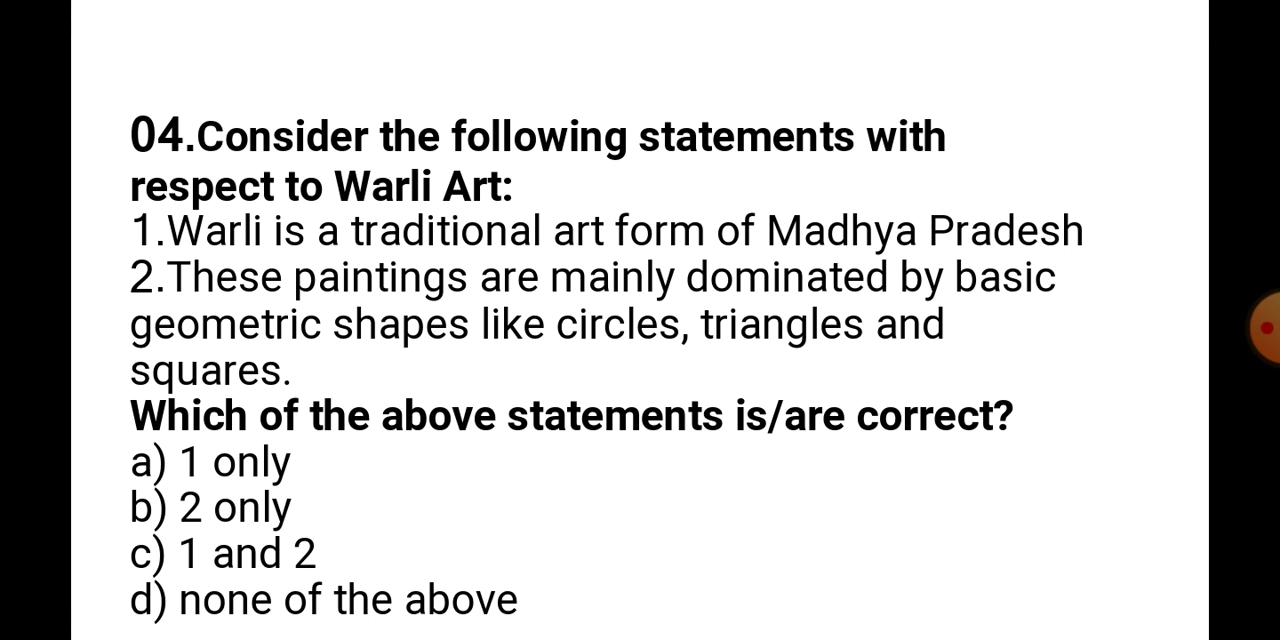 04.Consider the following statements with
respect to Warli Art:
1.Warli is a traditional art form of Madhya Pradesh
2.These paintings are mainly dominated by basic
geometric shapes like circles, triangles and
squares.
Which of the above statements is/are correct?
a) 1 only
b) 2 only
c) 1 and 2
d) none of the above